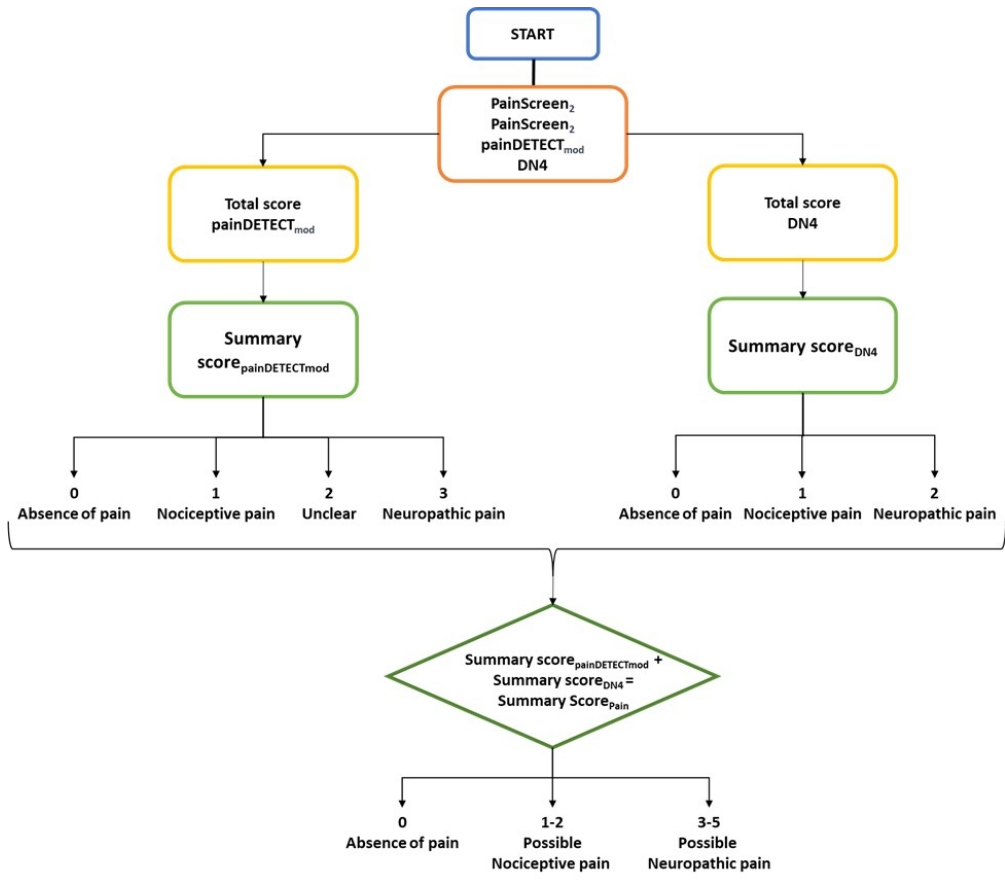 START
PainScreen₂
PainScreen₂
painDETECTmod
DN4
Total score
painDETECTmod
Total score
DN4
Summary
scorepainDETECTmod
Summary scoreDN4
0
Absence of pain
1
Nociceptive pain
2
Unclear
3
Neuropathic pain
0
Absence of pain
1
Nociceptive pain
2
Neuropathic pain
Summary scorepainDETECTmod +
Summary scoreDN4 =
Summary ScorePain
0
Absence of pain
1-2
Possible
Nociceptive pain
3-5
Possible
Neuropathic pain